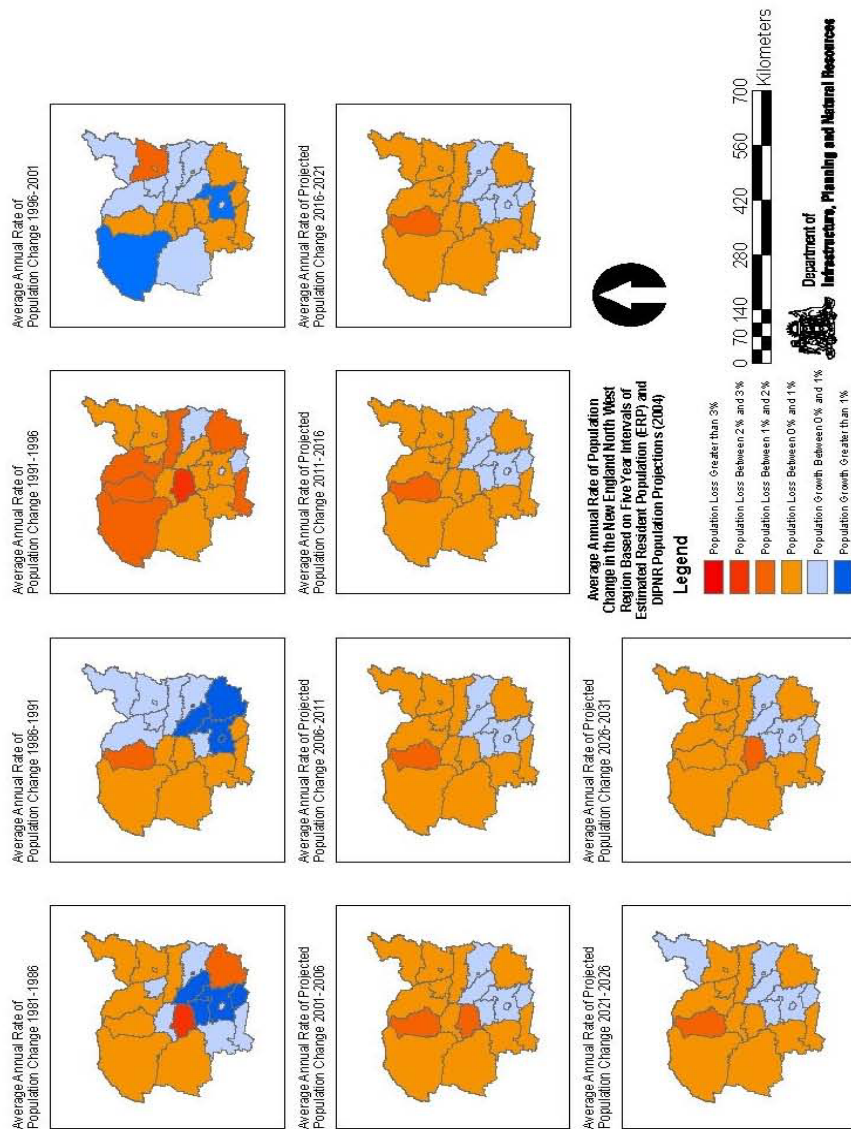 Average Annual Rate of
Population Change 1981-1986
Average Annual Rate of
Population Change 1986-1991
Average Annual Rate of
Population Change 1991-1996
Average Annual Rate of
Population Change 1996-2001
Average Annual Rate of Projected
Population Change 2001-2006
Average Annual Rate of Projected
Population Change 2006-2011
Average Annual Rate of Projected
Population Change 2011-2016
Average Annual Rate of Projected
Population Change 2016-2021
Average Annual Rate of Projected
Population Change 2021-2026
Average Annual Rate of Projected
Population Change 2026-2031
Average Annual Rate of Population
Change in the New England North West
Region Based on Five Year Intervals of
Estimated Resident Population (ERP) and
DIPNR Population Projections (2004)
Legend
Population Loss Greater than 3%
Population Loss Between 2% and 3%
Population Loss Between 1% and 2%
Population Loss Between 0% and 1%
Population Growth Between 0% and 1%
Population Growth Greater than 1%
0 70 140 280 420 560 700
Kilometers
Department of
Infrastructure, Planning and Natural Resources